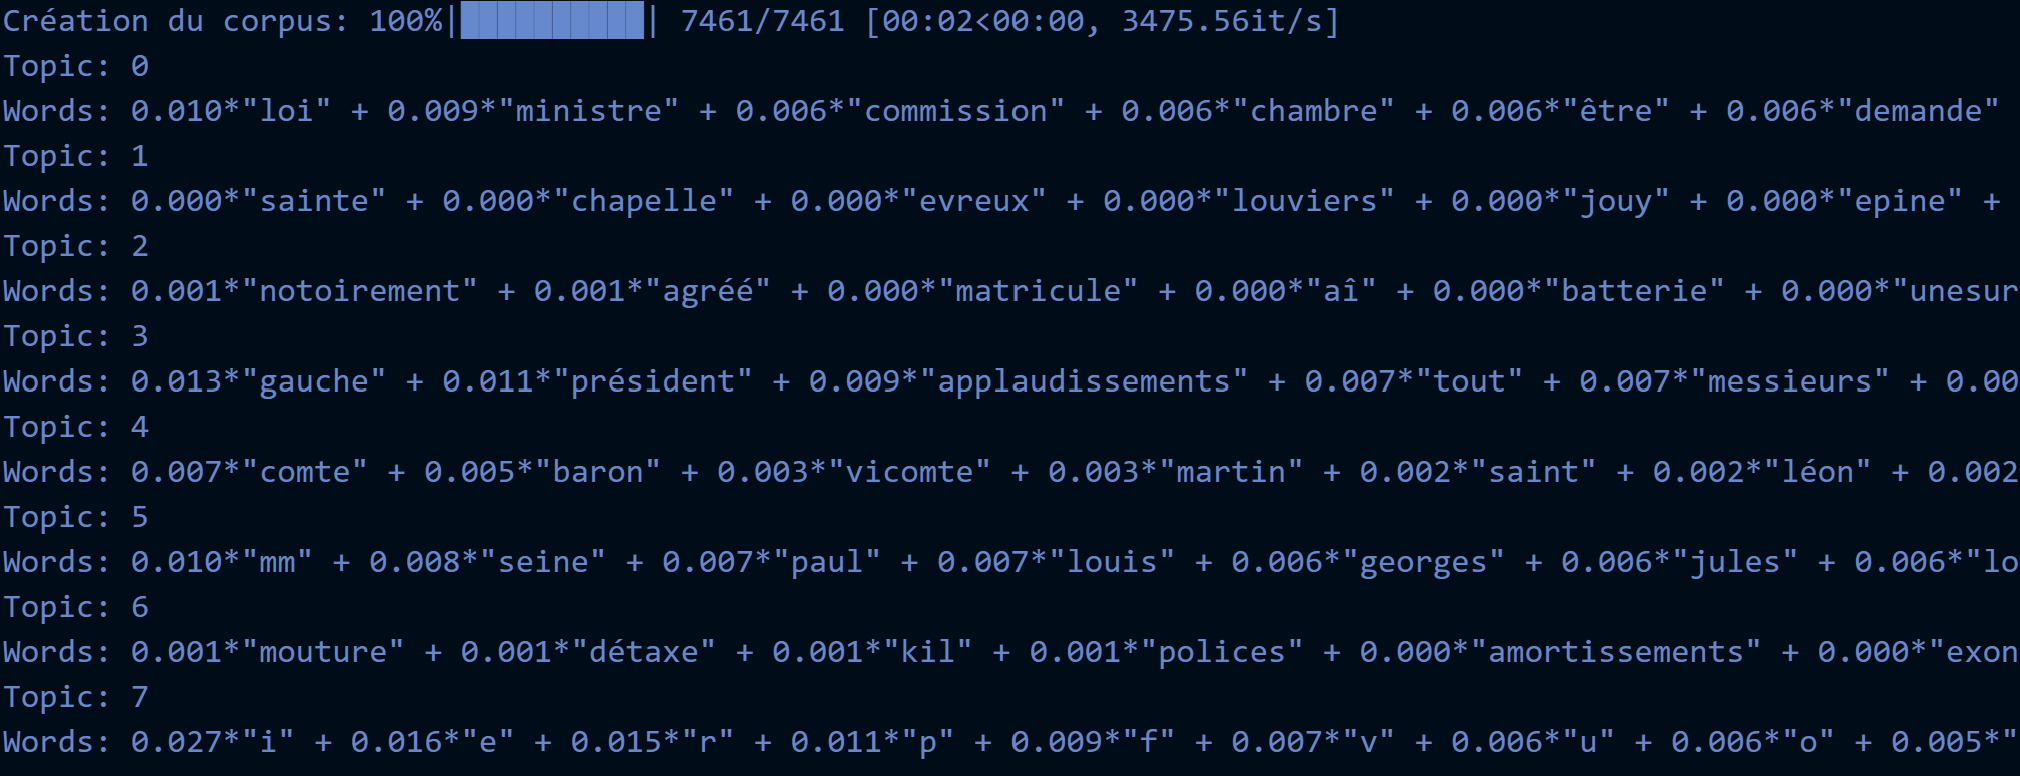 Création du corpus: 100%|██████████| 7461/7461 [00:02<00:00, 3475.56it/s]
Topic: 0
Words: 0.010*"loi" + 0.009*"ministre" + 0.006*"commission" + 0.006*"chambre" + 0.006*"être" + 0.006*"demande"
Topic: 1
Words: 0.000*"sainte" + 0.000*"chapelle" + 0.000*"evreux" + 0.000*"louviers" + 0.000*"jouy" + 0.000*"epine" +
Topic: 2
Words: 0.001*"notoirement" + 0.001*"agréé" + 0.000*"matricule" + 0.000*"aî" + 0.000*"batterie" + 0.000*"unesur
Topic: 3
Words: 0.013*"gauche" + 0.011*"président" + 0.009*"applaudissements" + 0.007*"tout" + 0.007*"messieurs" + 0.00
Topic: 4
Words: 0.007*"comte" + 0.005*"baron" + 0.003*"vicomte" + 0.003*"martin" + 0.002*"saint" + 0.002*"léon" + 0.002
Topic: 5
Words: 0.010*"mm" + 0.008*"seine" + 0.007*"paul" + 0.007*"louis" + 0.006*"georges" + 0.006*"jules" + 0.006*"lo
Topic: 6
Words: 0.001*"mouture" + 0.001*"détaxe" + 0.001*"kil" + 0.001*"polices" + 0.000*"amortissements" + 0.000*"exon
Topic: 7
Words: 0.027*"i" + 0.016*"e" + 0.015*"r" + 0.011*"p" + 0.009*"f" + 0.007*"v" + 0.006*"u" + 0.006*"o" + 0.005*"